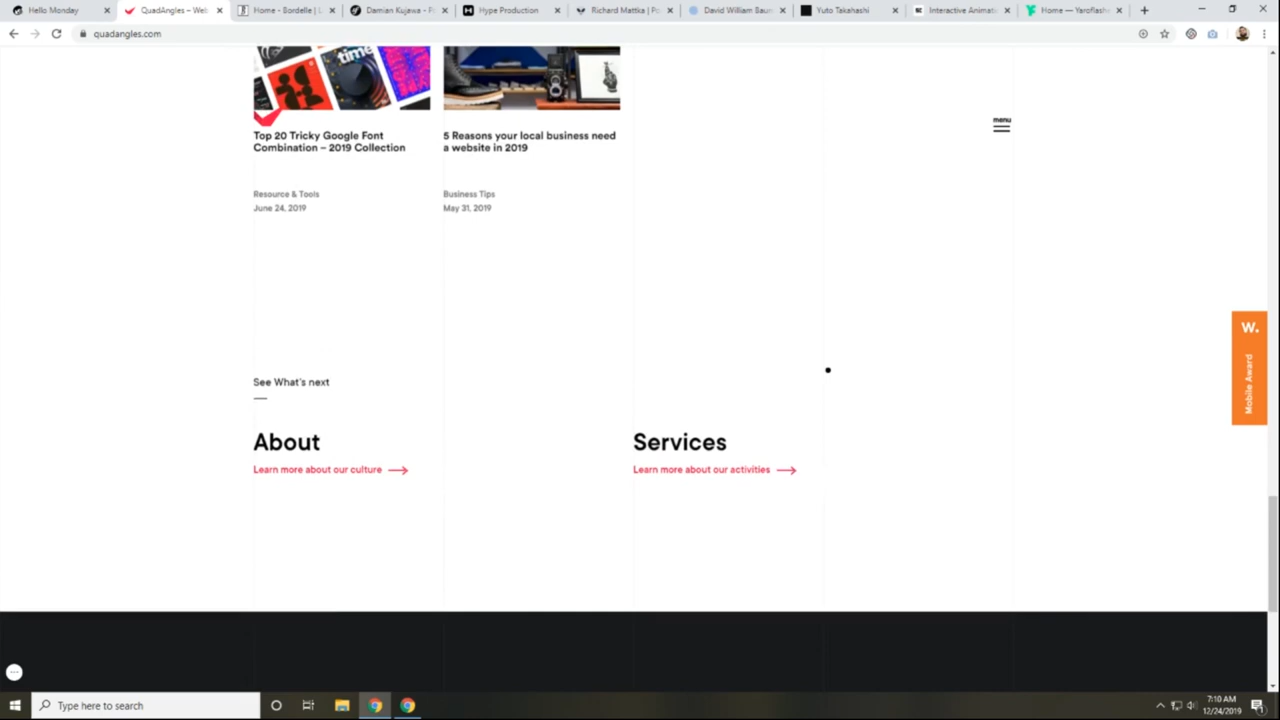 Hello Monday
QuadAngles – Web
Home - Bordelle | L
Damian Kujawa – F
Hype Production
Richard Mattka | Po
David William Baum
Yuto Takahashi
Interactive Animat
Home — Yaroflash
quadangles.com
time
menu
Top 20 Tricky Google Font
Combination – 2019 Collection
5 Reasons your local business need
a website in 2019
Resource & Tools
June 24, 2019
Business Tips
May 31, 2019
W.
Mobile Award
See What's next
About
Services
Learn more about our culture
Learn more about our activities
Type here to search
7:10 AM
12/24/2019